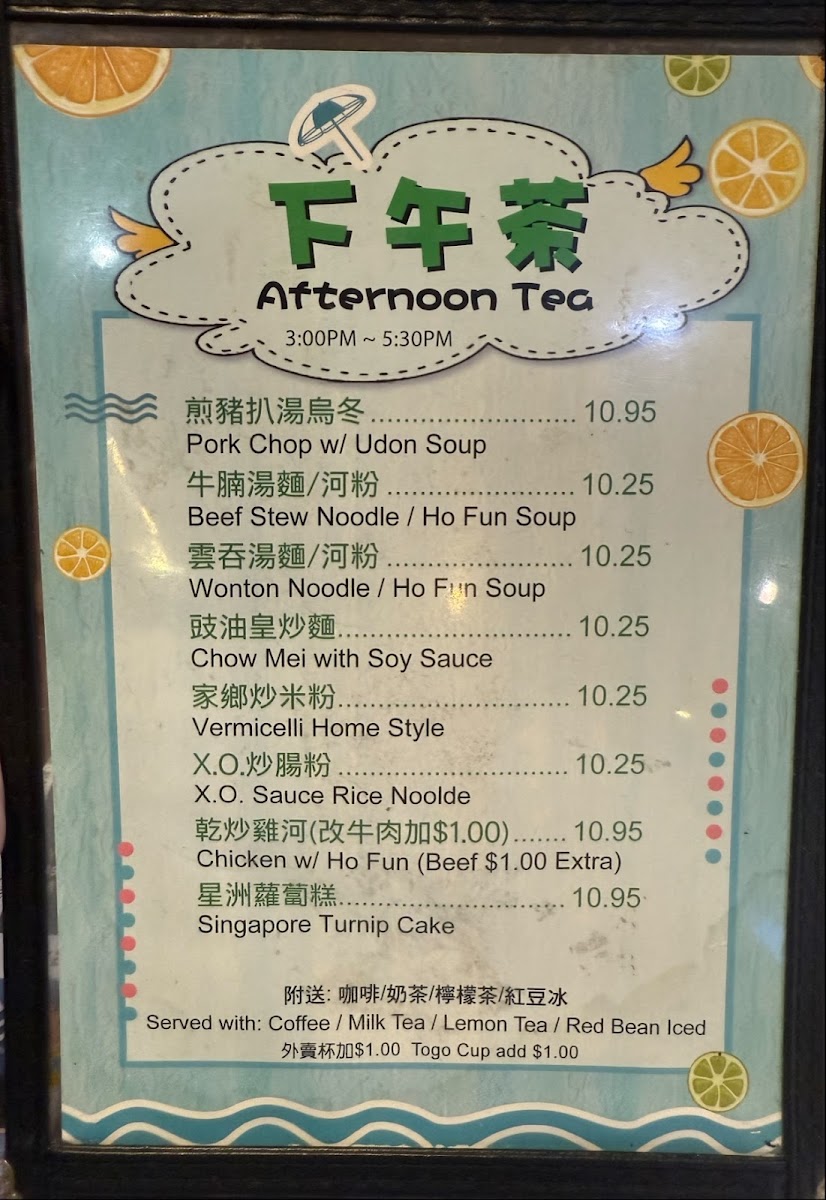 下午茶
Afternoon Tea
3:00PM ~ 5:30PM
煎豬扒湯烏冬........................ 10.95
Pork Chop w/ Udon Soup
牛腩湯麵/河粉 ...................... 10.25
Beef Stew Noodle / Ho Fun Soup
雲吞湯麵/河粉 ...................... 10.25
Wonton Noodle / Ho Fun Soup
豉油皇炒麵............................ 10.25
Chow Mei with Soy Sauce
家鄉炒米粉............................ 10.25
Vermicelli Home Style
X.O.炒腸粉 ............................ 10.25
X.O. Sauce Rice Noolde
乾炒雞河(改牛肉加$1.00)....... 10.95
Chicken w/ Ho Fun (Beef $1.00 Extra)
星洲蘿蔔糕........................... 10.95
Singapore Turnip Cake
附送: 咖啡/奶茶/檸檬茶/紅豆冰
Served with: Coffee / Milk Tea / Lemon Tea / Red Bean Iced
外賣杯加$1.00 Togo Cup add $1.00